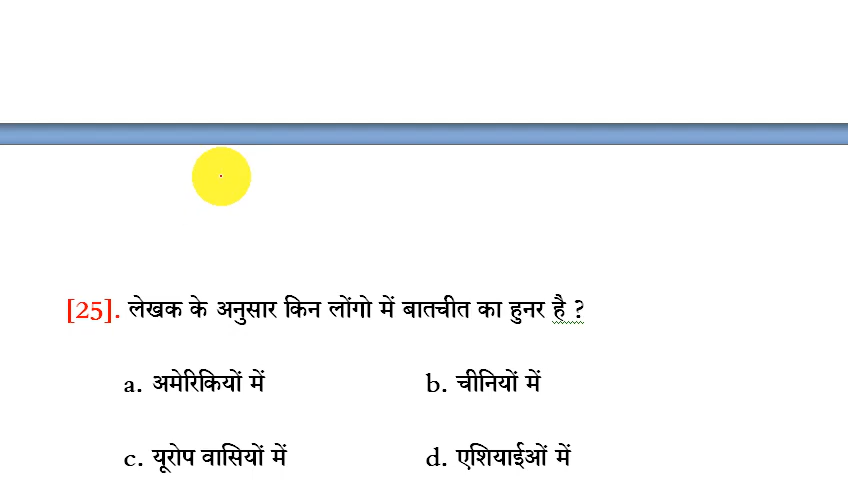 [25]. लेखक के अनुसार किन लोंगो में बातचीत का हुनर है ?
a. अमेरिकियों में b. चीनियों में
c. यूरोप वासियों में d. एशियाईओं में